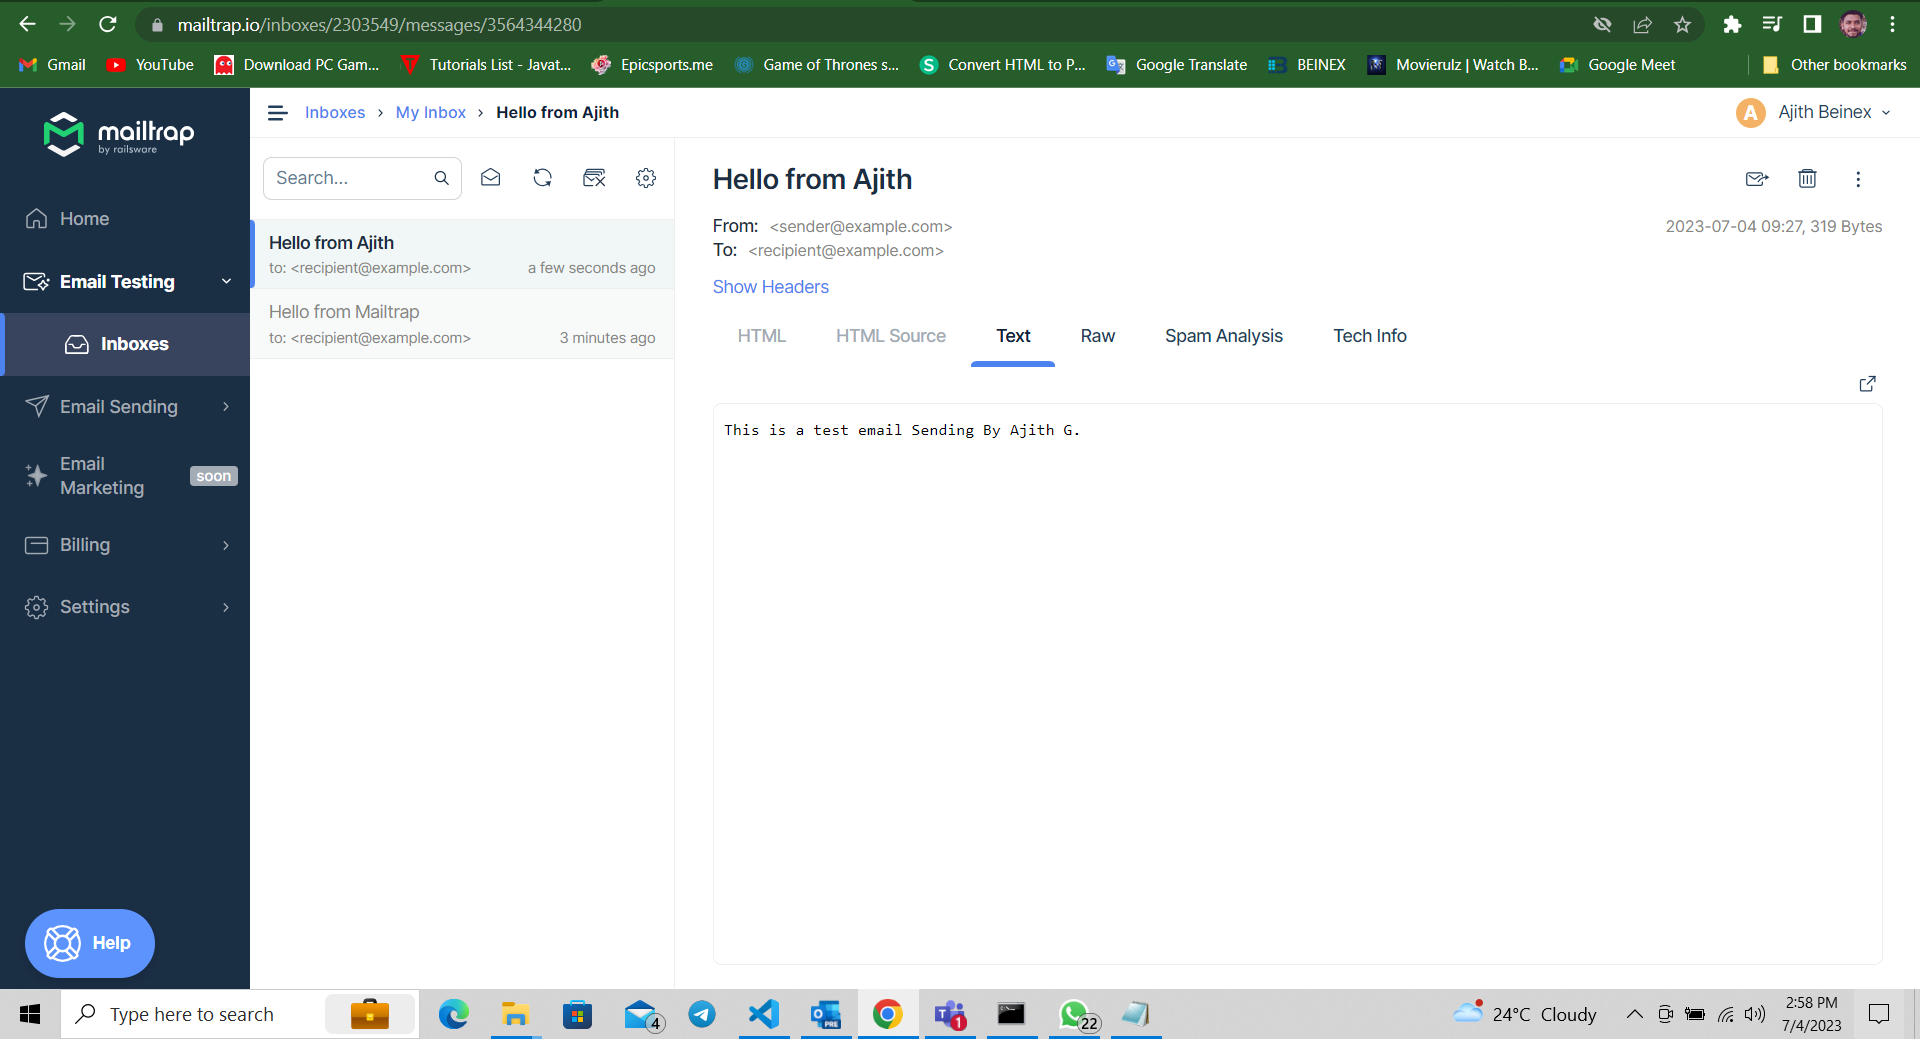 mailtrap.io/inboxes/2303549/messages/3564344280
Gmail
YouTube
Download PC Gam...
Tutorials List - Javat...
Epicsports.me
Game of Thrones s...
Convert HTML to P...
Google Translate
BEINEX
Movierulz | Watch B...
Google Meet
Other bookmarks
mailtrap
by railsware
Home
Email Testing
Inboxes
Email Sending
Email
Marketing
soon
Billing
Settings
Help
Inboxes › My Inbox › Hello from Ajith
A Ajith Beinex
Search...
Hello from Ajith
to: <recipient@example.com> a few seconds ago
Hello from Mailtrap
to: <recipient@example.com> 3 minutes ago
Hello from Ajith
From: <sender@example.com> 2023-07-04 09:27, 319 Bytes
To: <recipient@example.com>
Show Headers
HTML HTML Source Text Raw Spam Analysis Tech Info
This is a test email Sending By Ajith G.
Type here to search
4
PRE
1
22
24°C Cloudy
2:58 PM
7/4/2023